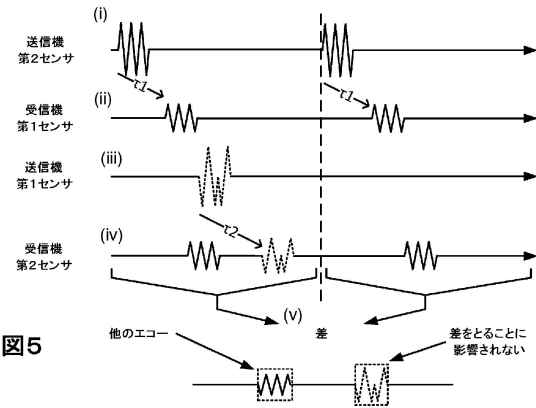 (i)
送信機
第2センサ
τ1
τ1
(ii)
受信機
第1センサ
(iii)
送信機
第1センサ
τ2
(iv)
受信機
第2センサ
(v)
差
他のエコー
差をとることに
影響されない
図5